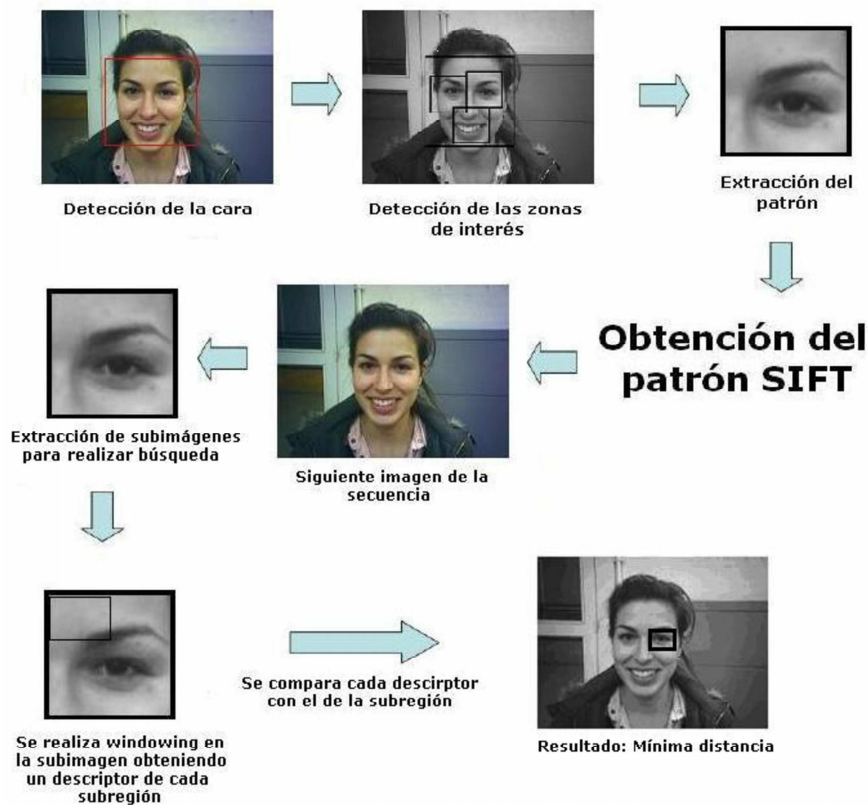 Detección de la cara
Detección de las zonas
de interés
Extracción del
patrón
Obtención del
patrón SIFT
Siguiente imagen de la
secuencia
Extracción de subimágenes
para realizar búsqueda
Se realiza windowing en
la subimagen obteniendo
un descriptor de cada
subregión
Se compara cada descirptor
con el de la subregión
Resultado: Mínima distancia